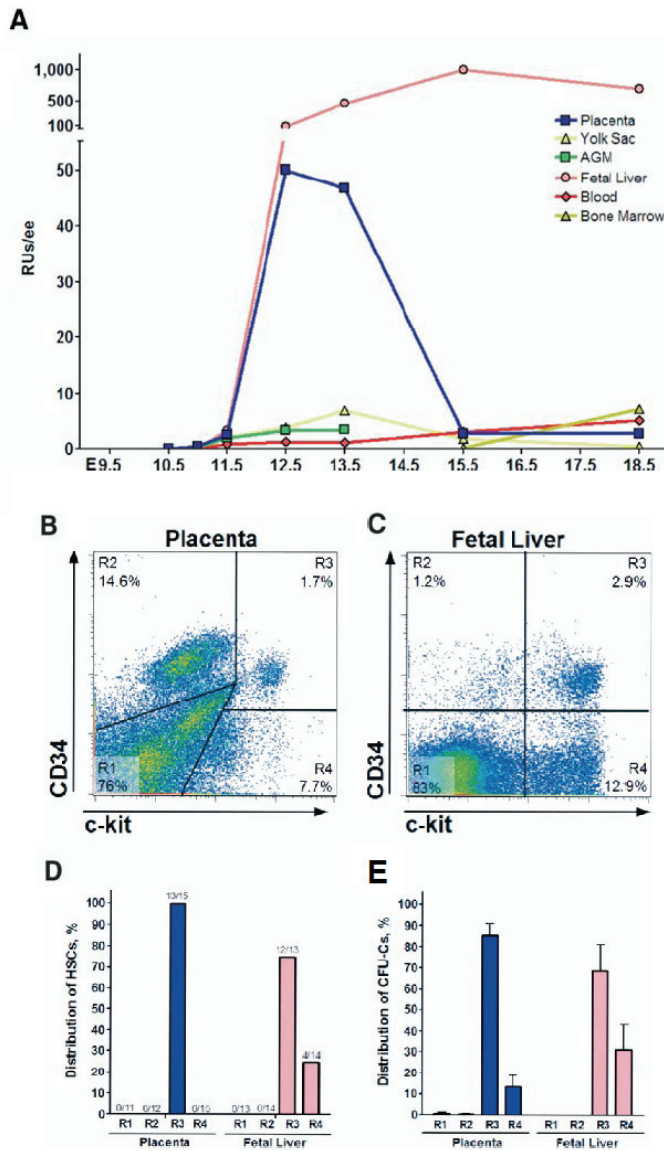 A
1,000
500
100
50
40
30
20
10
0
RUs/ee
Placenta
Yolk Sac
AGM
Fetal Liver
Blood
Bone Marrow
E9.5 10.5 11.5 12.5 13.5 14.5 15.5 16.5 17.5 18.5
B
Placenta
R2
14.6%
R3
1.7%
R1
76%
R4
7.7%
CD34
c-kit
C
Fetal Liver
R2
1.2%
R3
2.9%
R1
83%
R4
12.9%
CD34
c-kit
D
Distribution of HSCs, %
100
90
80
70
60
50
40
30
20
10
0
0/11 0/12 13/15 0/15 0/13 0/14 12/13 4/14
R1 R2 R3 R4 R1 R2 R3 R4
Placenta Fetal Liver
E
Distribution of CFU-Cs, %
100
90
80
70
60
50
40
30
20
10
0
R1 R2 R3 R4 R1 R2 R3 R4
Placenta Fetal Liver